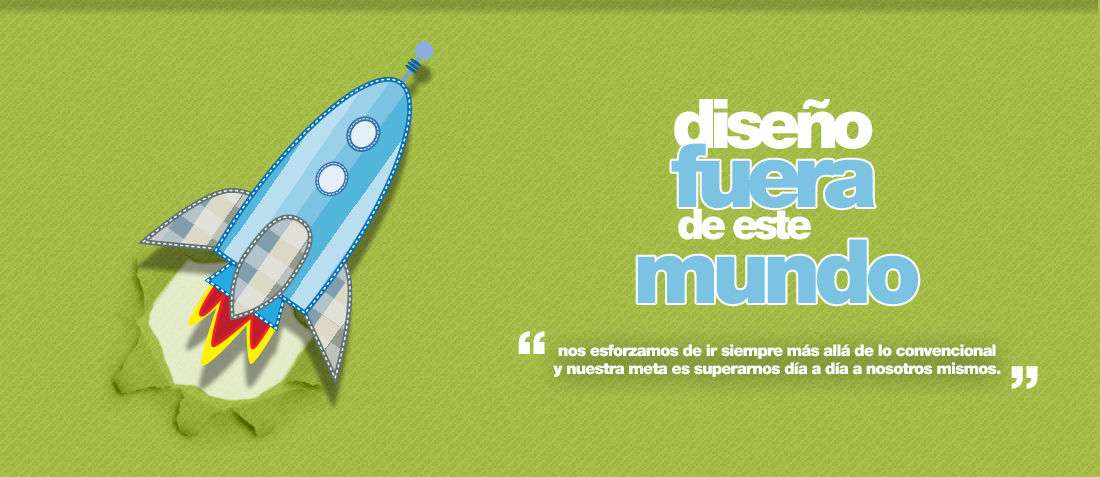 diseño
fuera
de este
mundo
“ nos esforzamos de ir siempre más allá de lo convencional
y nuestra meta es superarnos día a día a nosotros mismos. ”